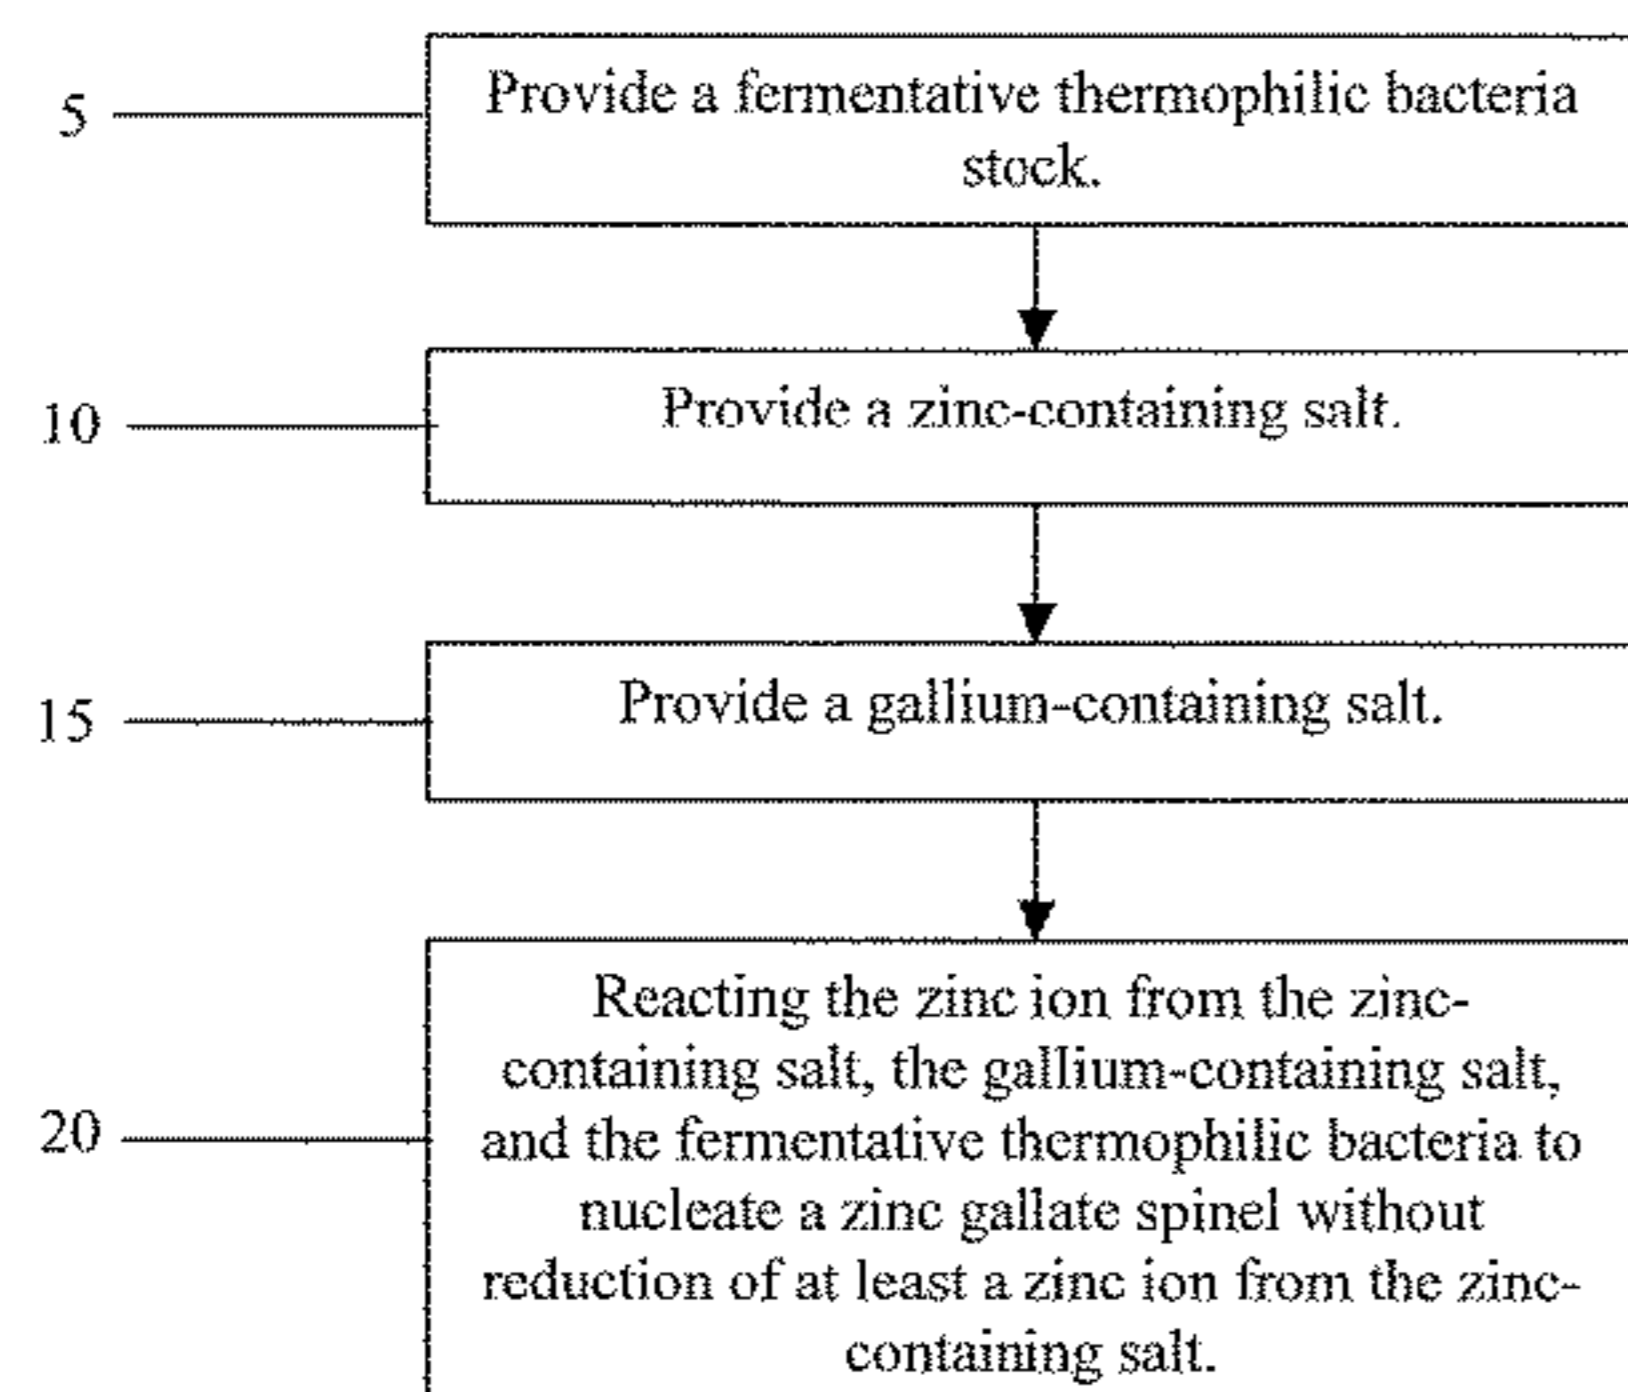 5
Provide a fermentative thermophilic bacteria
stock.
10
Provide a zinc-containing salt.
15
Provide a gallium-containing salt.
20
Reacting the zinc ion from the zinc-
containing salt, the gallium-containing salt,
and the fermentative thermophilic bacteria to
nucleate a zinc gallate spinel without
reduction of at least a zinc ion from the zinc-
containing salt.